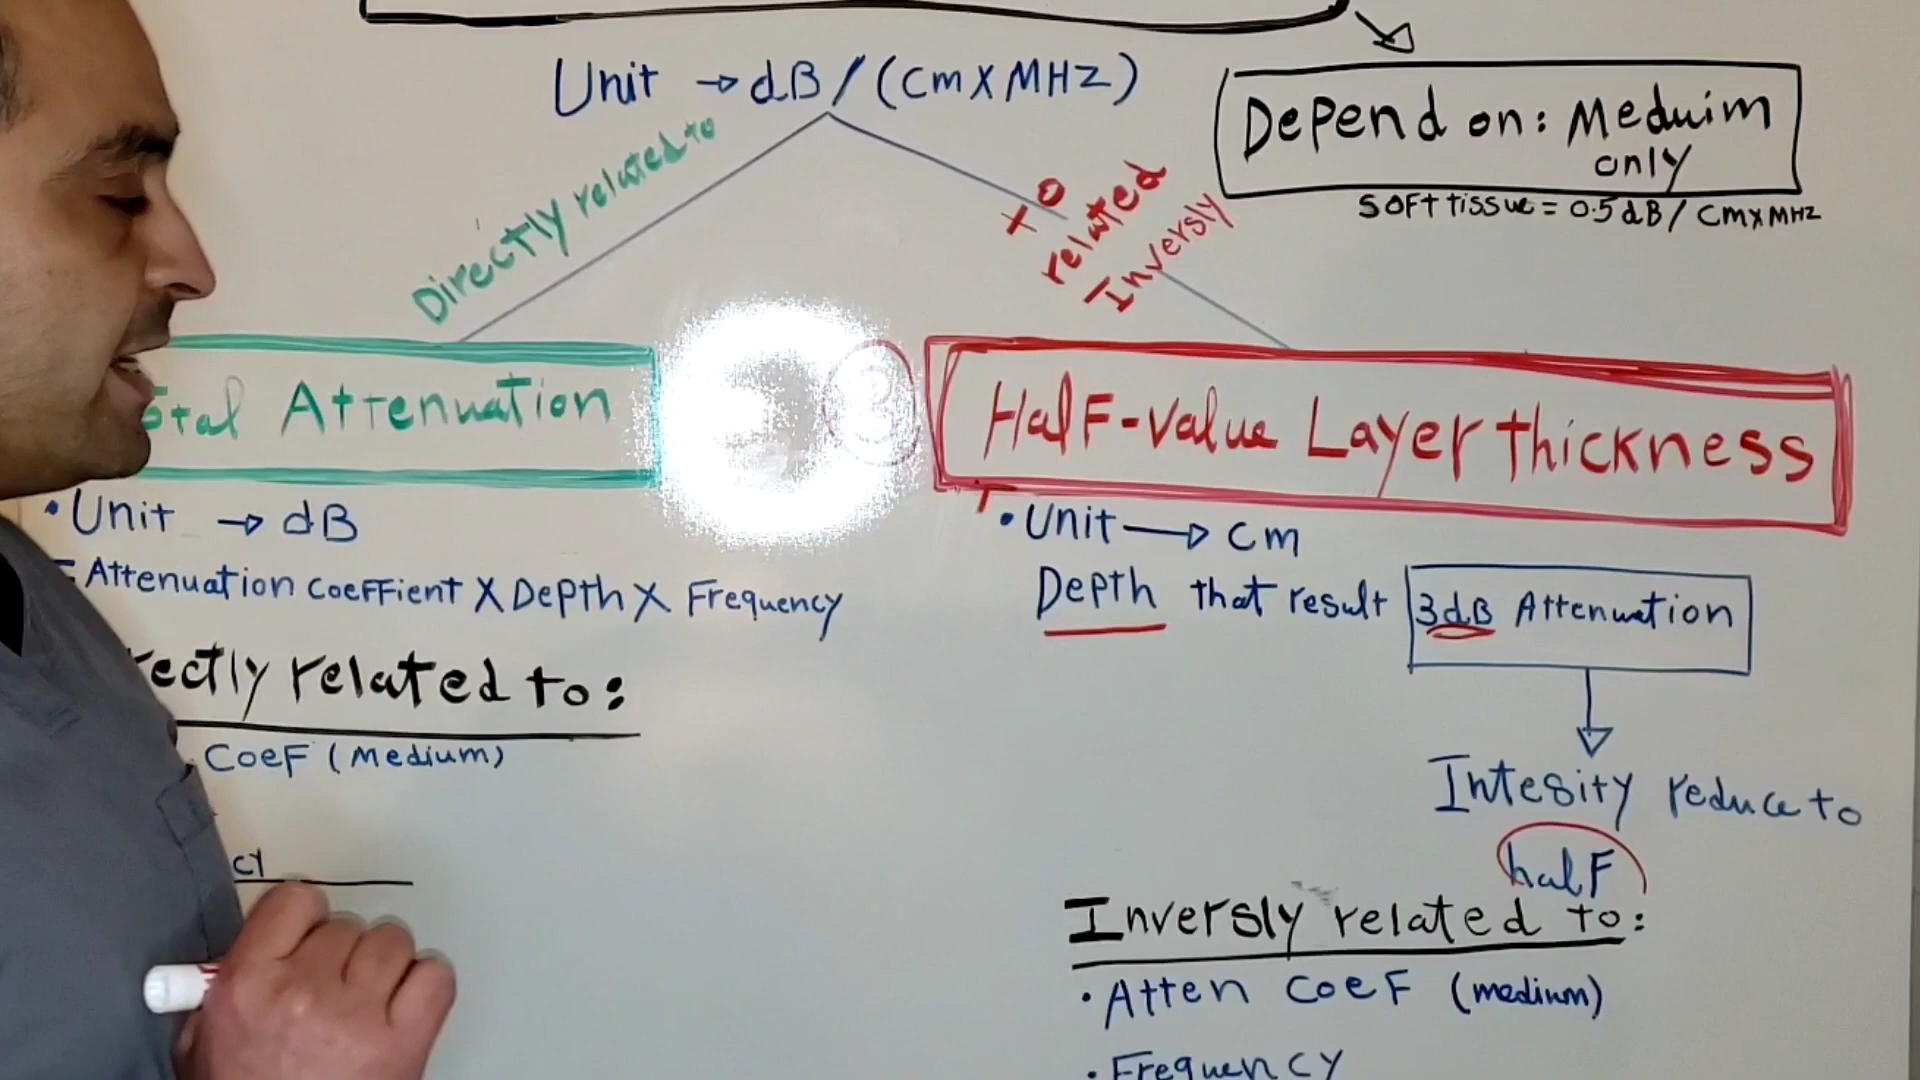 Unit → dB / (cm X MHZ)
Depend on: Meduim
only
SOFT tissue = 0.5 dB / cm x MHZ
Directly related to
to
related
Inversly
Attenuation
HalF-value Layer thickness
• Unit → dB
= Attenuation coeFFient X Depth X Frequency
related to:
CoeF (Medium)
• Unit → cm
Depth that result 3dB Attenuation
Intesity reduce to
halF
Inversly related to:
• Atten coeF (medium)
• Frequency